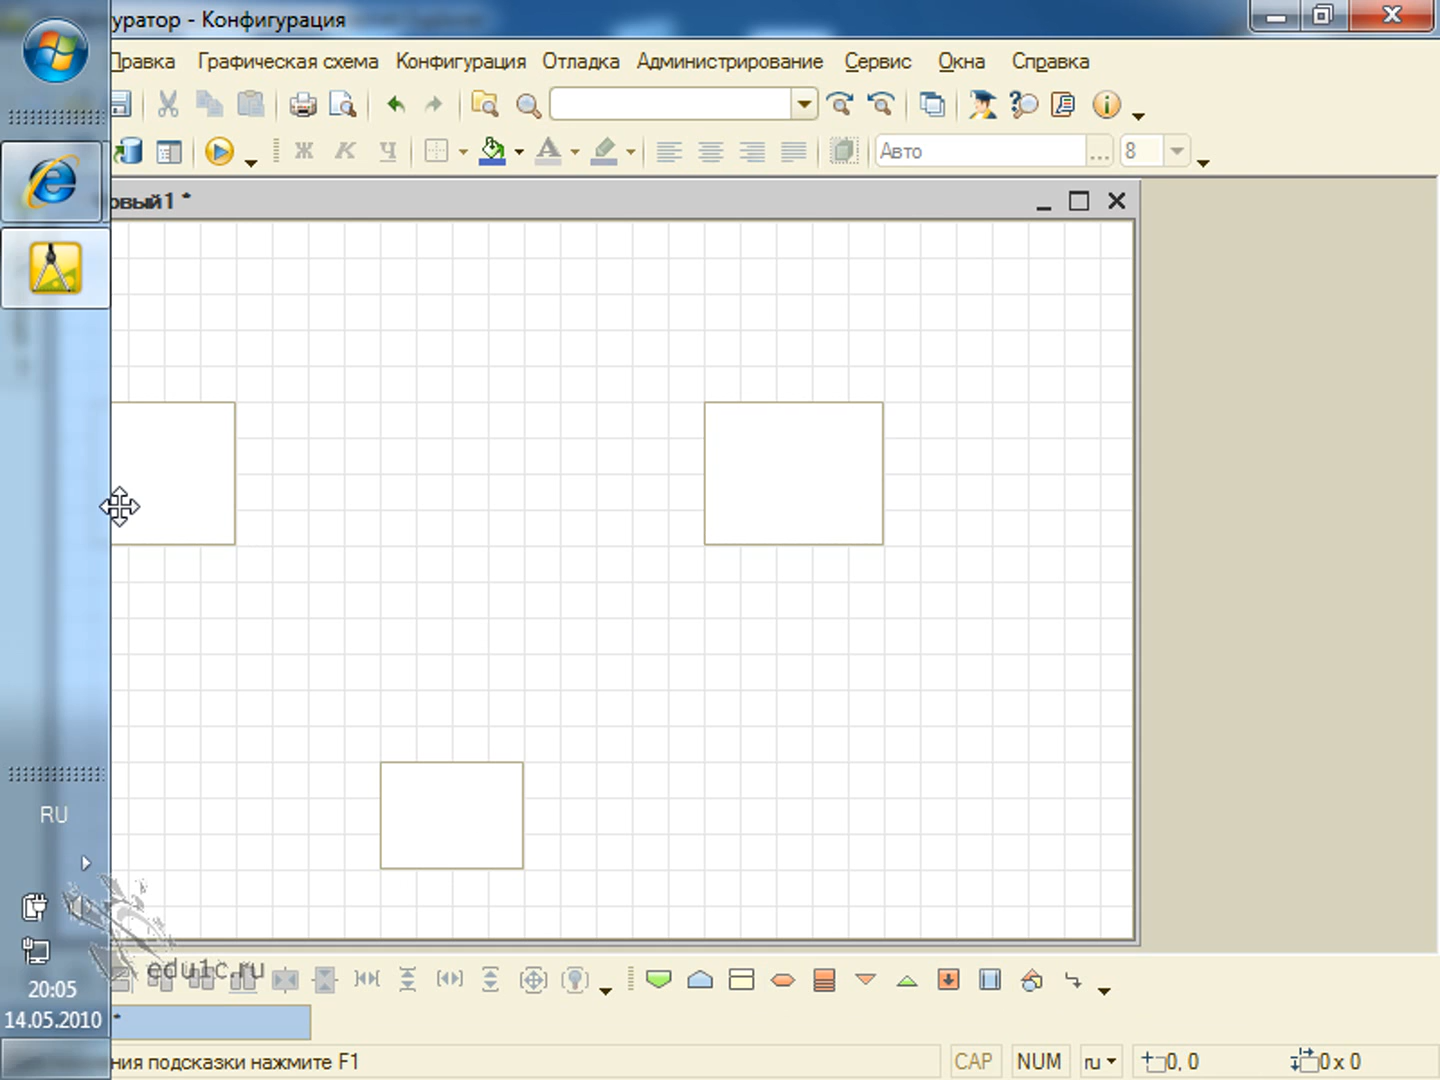 уратор - Конфигурация
Правка Графическая схема Конфигурация Отладка Администрирование Сервис Окна Справка
Ж К Ч А Авто ... 8
овый1 *
RU
edu1c.ru
20:05
14.05.2010 *
ния подсказки нажмите F1 CAP NUM ru 0, 0 0 x 0